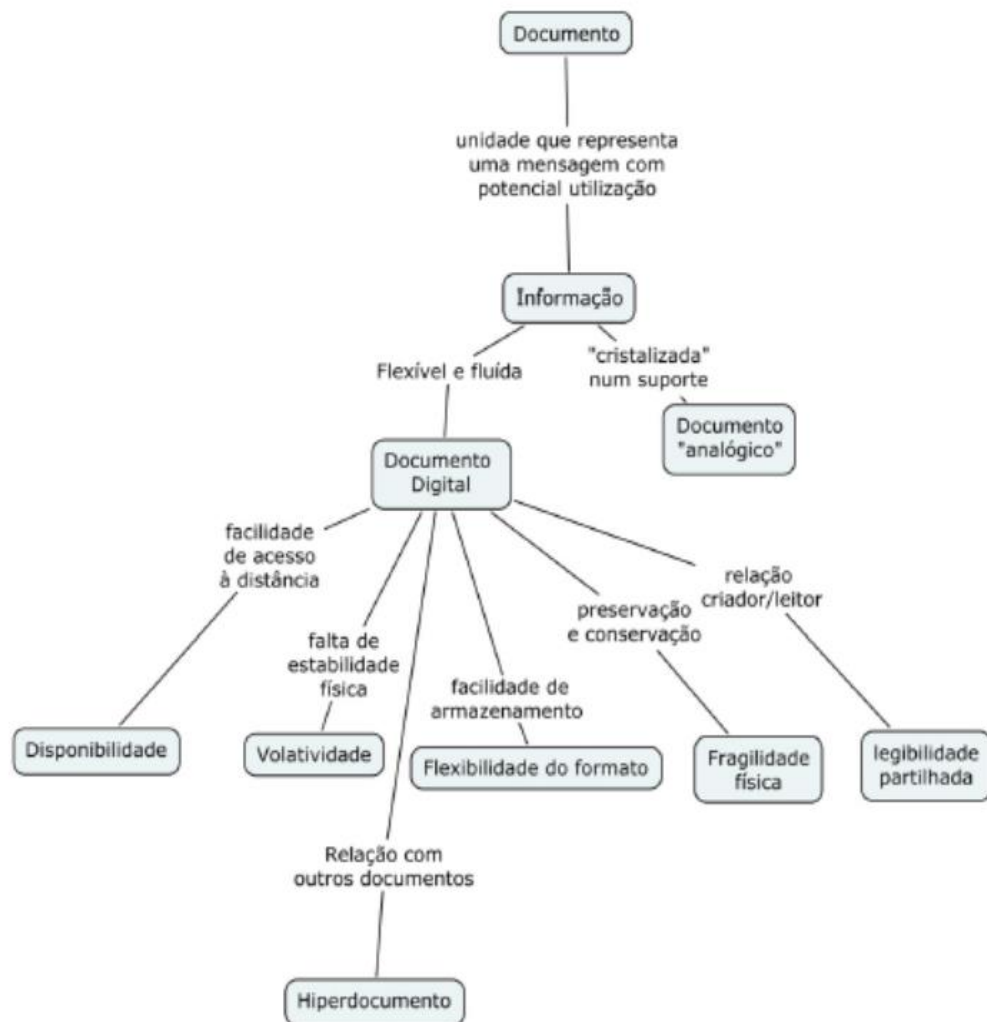 Documento
unidade que representa
uma mensagem com
potencial utilização
Informação
Flexível e fluída
"cristalizada"
num suporte
Documento
"analógico"
Documento
Digital
facilidade
de acesso
à distância
falta de
estabilidade
física
facilidade de
armazenamento
preservação
e conservação
relação
criador/leitor
Disponibilidade
Volatividade
Flexibilidade do formato
Fragilidade
física
legibilidade
partilhada
Relação com
outros documentos
Hiperdocumento